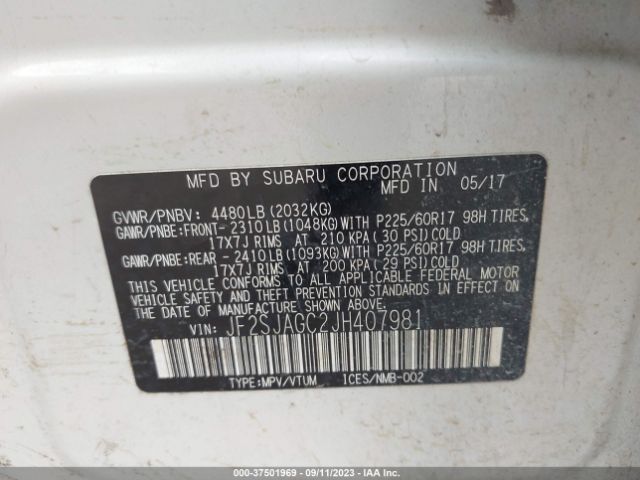 MFD BY SUBARU CORPORATION
MFD IN 05/17
GVWR/PNBV: 4480LB(2032KG)
GAWR/PNBE:FRONT-2310LB(1048KG)WITH P225/60R17 98H TIRES,
17X7J RIMS AT 210 KPA(30 PSI)COLD
GAWR/PNBE:REAR -2410LB(1093KG)WITH P225/60R17 98H TIRES,
17X7J RIMS AT 200 KPA(29 PSI)COLD
THIS VEHICLE CONFORMS TO ALL APPLICABLE FEDERAL MOTOR
VEHICLE SAFETY AND BUMPER STANDARDS IN EFFECT ON
THE DATE OF MANUFACTURE SHOWN ABOVE.
VIN: JF2SJAGC2JH407981
TYPE:MPV/VTUM ICES/NMB-002
000-37501969 - 09/11/2023 - IAA Inc.